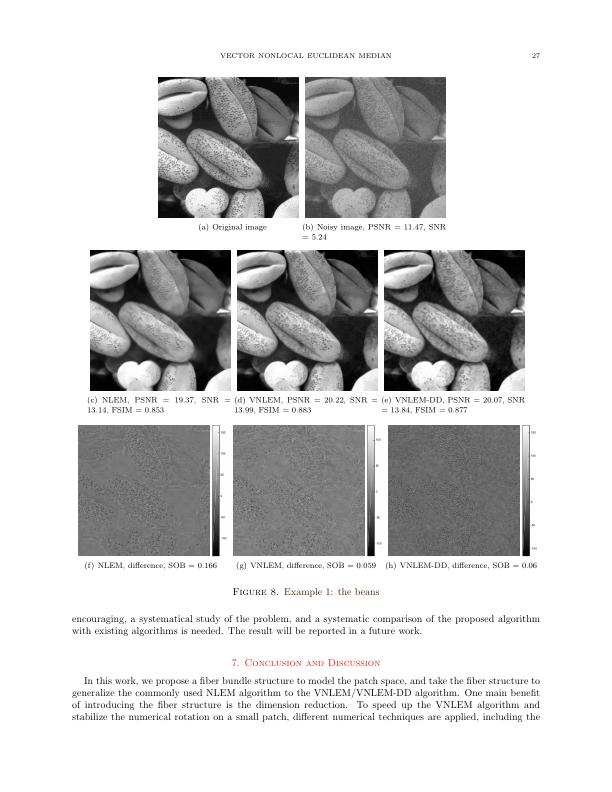 VECTOR NONLOCAL EUCLIDEAN MEDIAN 27
(a) Original image
(b) Noisy image, PSNR = 11.47, SNR
= 5.24
(c) NLEM, PSNR = 19.37, SNR =
13.14, FSIM = 0.853
(d) VNLEM, PSNR = 20.22, SNR =
13.99, FSIM = 0.883
(e) VNLEM-DD, PSNR = 20.07, SNR
= 13.84, FSIM = 0.877
(f) NLEM, difference, SOB = 0.166
(g) VNLEM, difference, SOB = 0.059
(h) VNLEM-DD, difference, SOB = 0.06
Figure 8. Example 1: the beans
encouraging, a systematical study of the problem, and a systematic comparison of the proposed algorithm
with existing algorithms is needed. The result will be reported in a future work.
7. Conclusion and Discussion
In this work, we propose a fiber bundle structure to model the patch space, and take the fiber structure to
generalize the commonly used NLEM algorithm to the VNLEM/VNLEM-DD algorithm. One main benefit
of introducing the fiber structure is the dimension reduction. To speed up the VNLEM algorithm and
stabilize the numerical rotation on a small patch, different numerical techniques are applied, including the